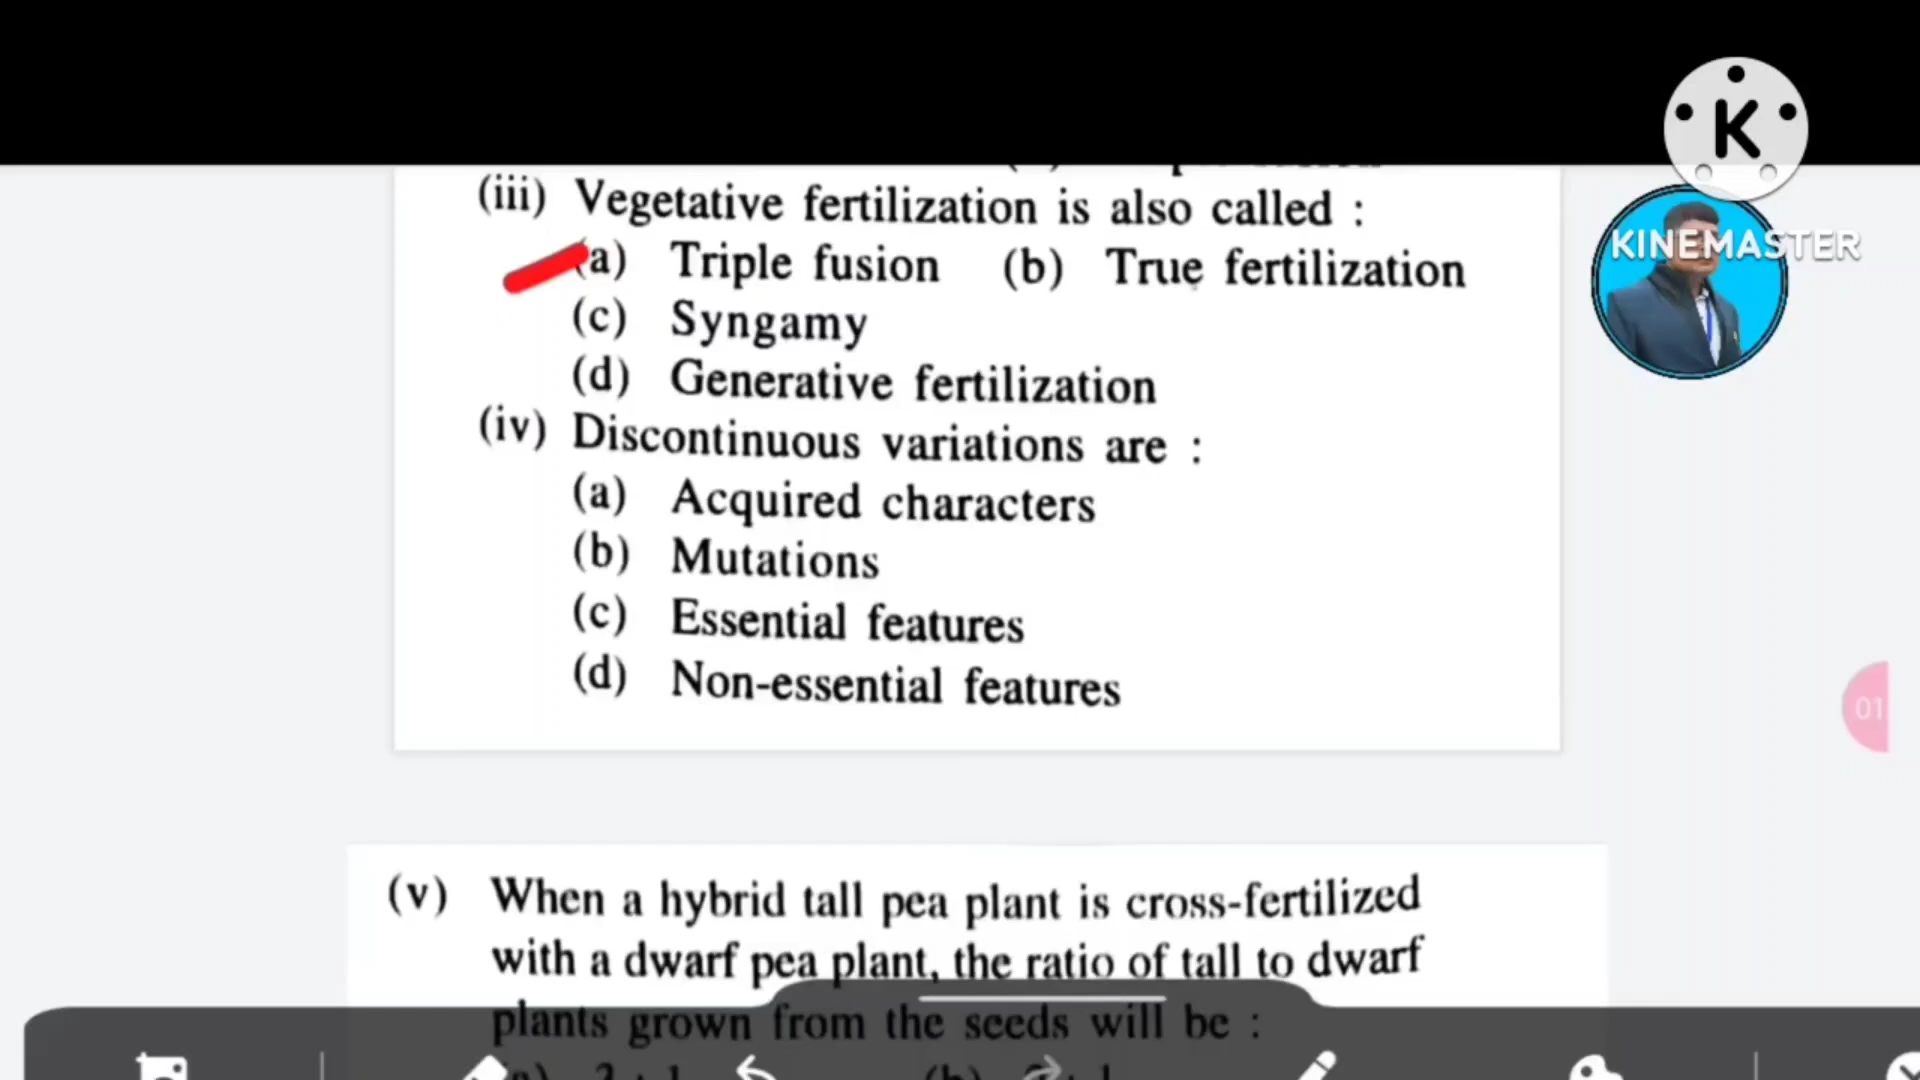 K
KINEMASTER
(iii) Vegetative fertilization is also called :
(a) Triple fusion (b) True fertilization
(c) Syngamy
(d) Generative fertilization
(iv) Discontinuous variations are :
(a) Acquired characters
(b) Mutations
(c) Essential features
(d) Non-essential features
01
(v) When a hybrid tall pea plant is cross-fertilized
with a dwarf pea plant, the ratio of tall to dwarf
plants grown from the seeds will be :